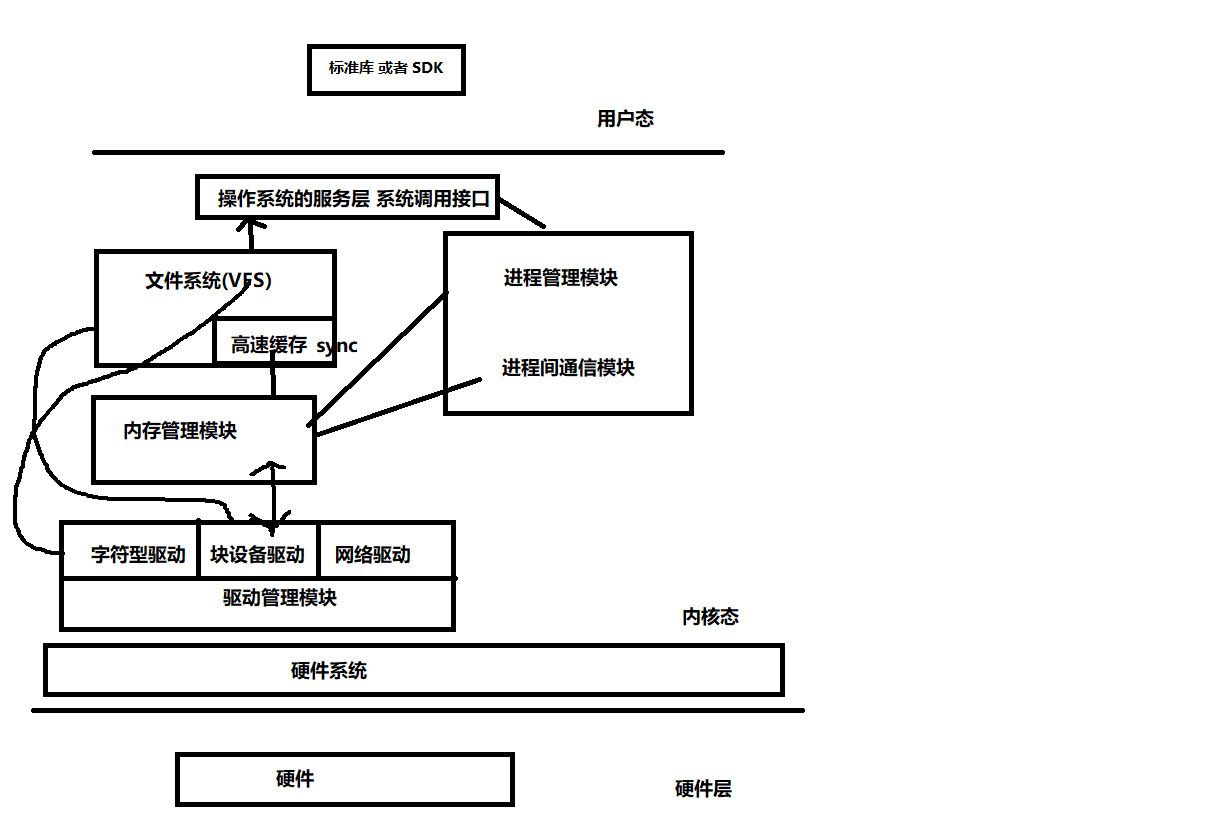 标准库 或者 SDK
用户态
操作系统的服务层 系统调用接口
文件系统(VFS)
进程管理模块
高速缓存 sync
进程间通信模块
内存管理模块
字符型驱动
块设备驱动
网络驱动
驱动管理模块
内核态
硬件系统
硬件
硬件层